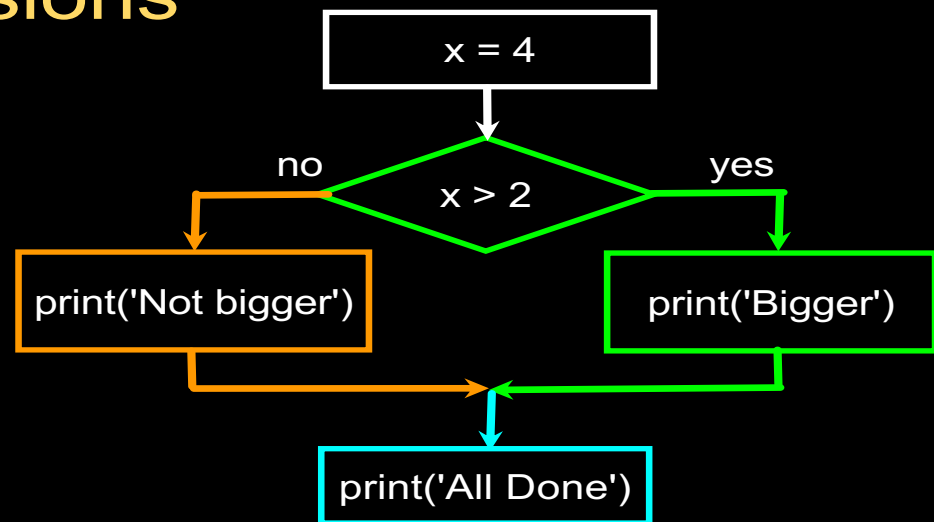 x = 4
no
yes
x > 2
print('Not bigger')
print('Bigger')
print('All Done')